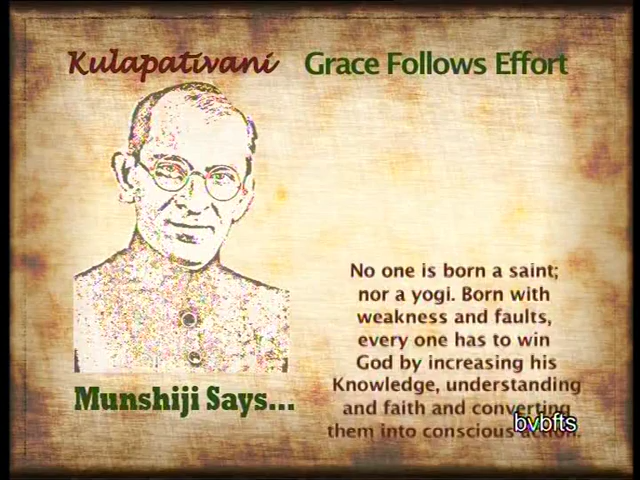 Kulapativani Grace Follows Effort
No one is born a saint;
nor a yogi. Born with
weakness and faults,
every one has to win
God by increasing his
Knowledge, understanding
and faith and converting
them into conscious action.
bvbfts
Munshiji Says...